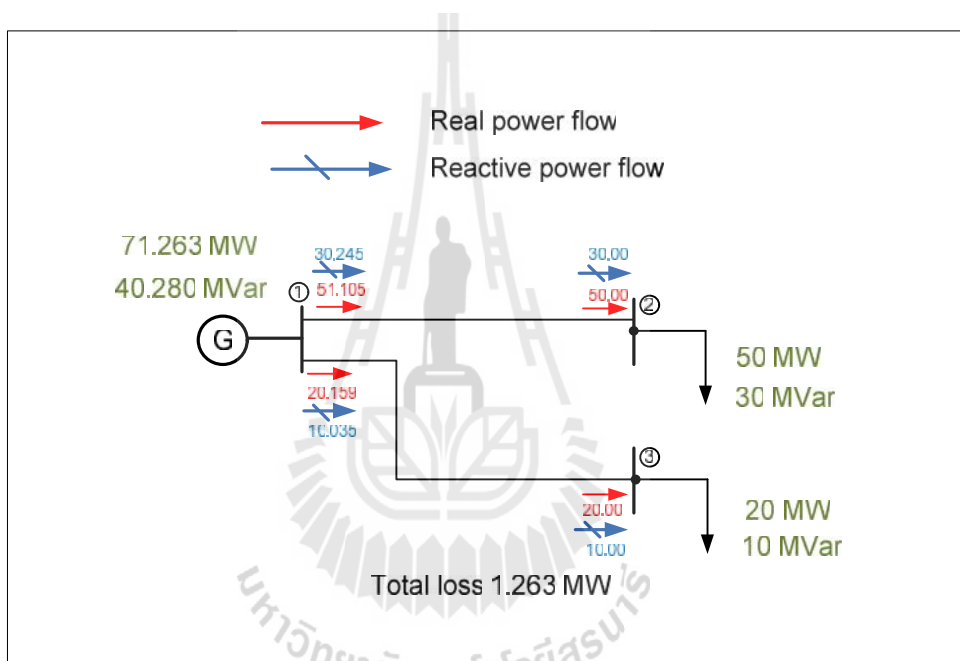 Real power flow
Reactive power flow
71.263 MW
40.280 MVar
G
1
30.245
51.105
30.00
50.00
2
50 MW
30 MVar
20.159
10.035
3
20.00
10.00
20 MW
10 MVar
Total loss 1.263 MW